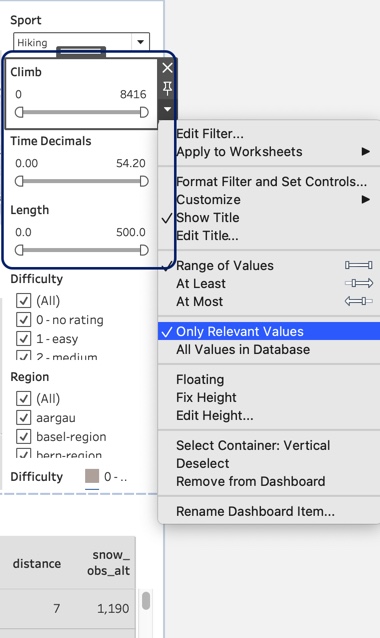 Sport
Hiking
Climb
0 8416
Time Decimals
0.00 54.20
Length
0.0 500.0
Difficulty
(All)
0 - no rating
1 - easy
2 - medium
Region
(All)
aargau
basel-region
bern-region
Difficulty 0 - ..
distance snow_
obs_alt
7 1,190
Edit Filter...
Apply to Worksheets
Format Filter and Set Controls...
Customize
Show Title
Edit Title...
Range of Values
At Least
At Most
Only Relevant Values
All Values in Database
Floating
Fix Height
Edit Height...
Select Container: Vertical
Deselect
Remove from Dashboard
Rename Dashboard Item...